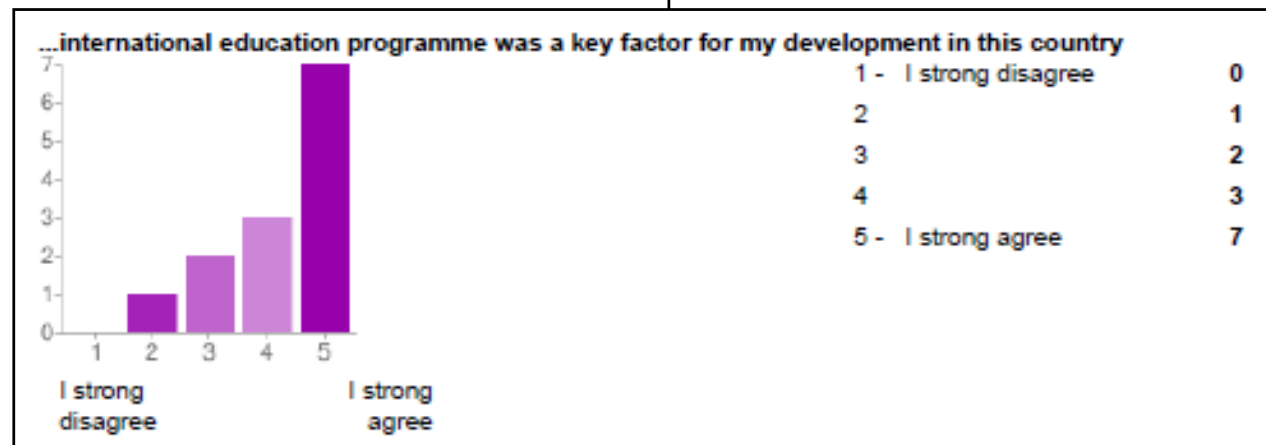 ...international education programme was a key factor for my development in this country
7
6
5
4
3
2
1
0
1 2 3 4 5
I strong disagree
I strong agree
1 - I strong disagree 0
2 1
3 2
4 3
5 - I strong agree 7